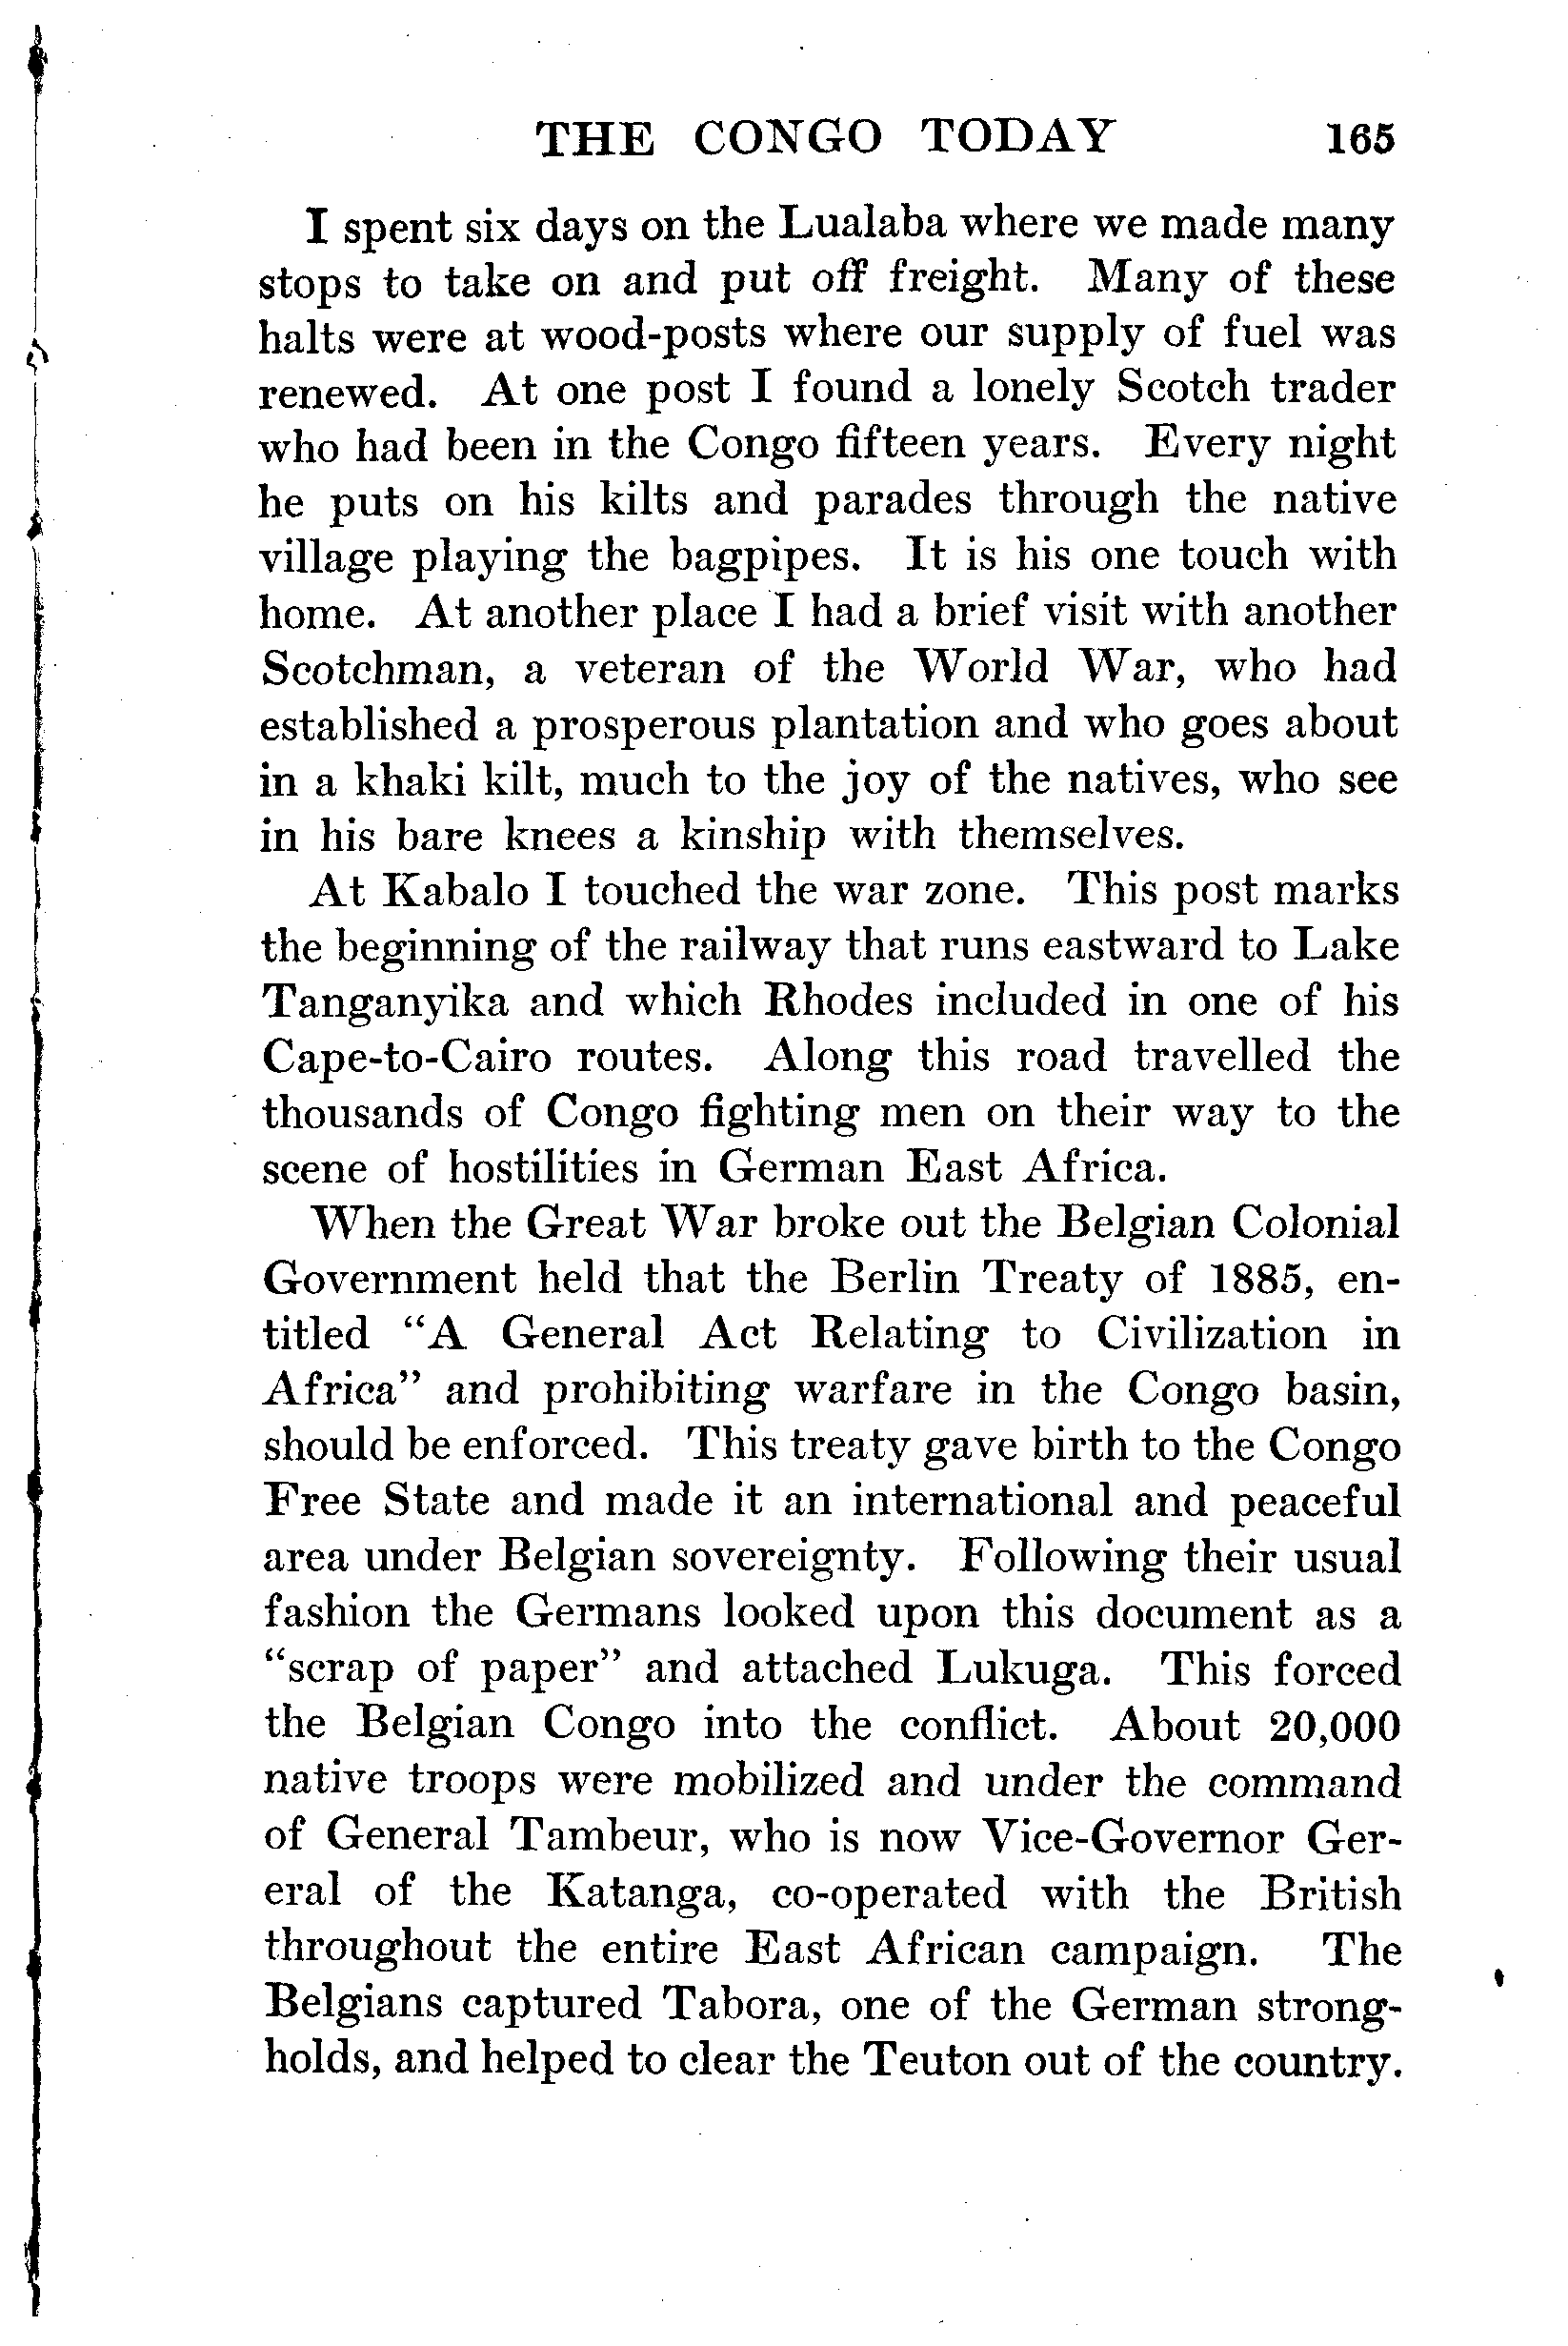 THE CONGO TODAY 165
I spent six days on the Lualaba where we made many
stops to take on and put off freight. Many of these
halts were at wood-posts where our supply of fuel was
renewed. At one post I found a lonely Scotch trader
who had been in the Congo fifteen years. Every night
he puts on his kilts and parades through the native
village playing the bagpipes. It is his one touch with
home. At another place I had a brief visit with another
Scotchman, a veteran of the World War, who had
established a prosperous plantation and who goes about
in a khaki kilt, much to the joy of the natives, who see
in his bare knees a kinship with themselves.
At Kabalo I touched the war zone. This post marks
the beginning of the railway that runs eastward to Lake
Tanganyika and which Rhodes included in one of his
Cape-to-Cairo routes. Along this road travelled the
thousands of Congo fighting men on their way to the
scene of hostilities in German East Africa.
When the Great War broke out the Belgian Colonial
Government held that the Berlin Treaty of 1885, en-
titled "A General Act Relating to Civilization in
Africa" and prohibiting warfare in the Congo basin,
should be enforced. This treaty gave birth to the Congo
Free State and made it an international and peaceful
area under Belgian sovereignty. Following their usual
fashion the Germans looked upon this document as a
"scrap of paper" and attached Lukuga. This forced
the Belgian Congo into the conflict. About 20,000
native troops were mobilized and under the command
of General Tambeur, who is now Vice-Governor Ger-
eral of the Katanga, co-operated with the British
throughout the entire East African campaign. The
Belgians captured Tabora, one of the German strong-
holds, and helped to clear the Teuton out of the country.